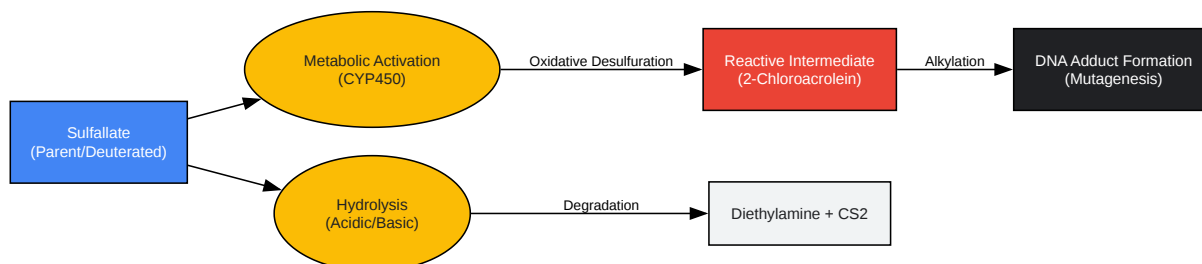 Metabolic Activation
(CYP450)
Oxidative Desulfuration
Reactive Intermediate
(2-Chloroacrolein)
Alkylation
DNA Adduct Formation
(Mutagenesis)
Sulfallate
(Parent/Deuterated)
Hydrolysis
(Acidic/Basic)
Degradation
Diethylamine + CS2